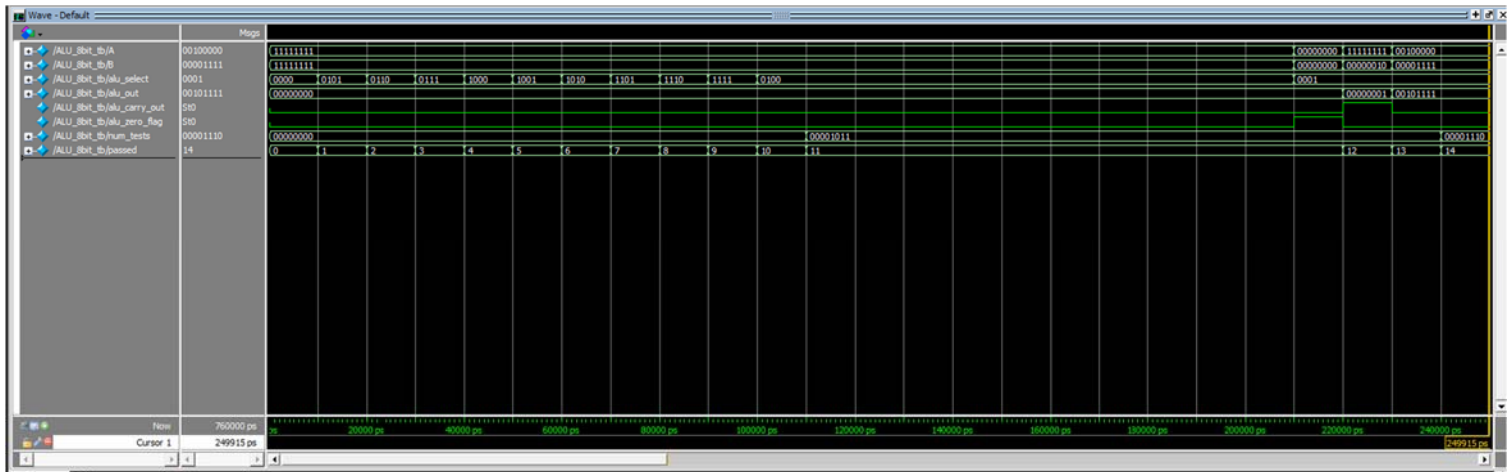 Wave - Default
Msgs
/ALU_8bit_tb/A 00100000 11111111 00000000 11111111 00100000
/ALU_8bit_tb/B 00001111 11111111 00000000 00000010 00001111
/ALU_8bit_tb/alu_select 0001 0000 0101 0110 0111 1000 1001 1010 1101 1110 1111 0100 0001
/ALU_8bit_tb/alu_out 00101111 00000000 00000001 00101111
/ALU_8bit_tb/alu_carry_out St0
/ALU_8bit_tb/alu_zero_flag St0
/ALU_8bit_tb/num_tests 00001110 00000000 00001011 00001110
/ALU_8bit_tb/passed 14 0 1 2 3 4 5 6 7 8 9 10 11 12 13 14
Now 760000 ps ps 20000 ps 40000 ps 60000 ps 80000 ps 100000 ps 120000 ps 140000 ps 160000 ps 180000 ps 200000 ps 220000 ps 240000 ps
Cursor 1 249915 ps 249915 ps